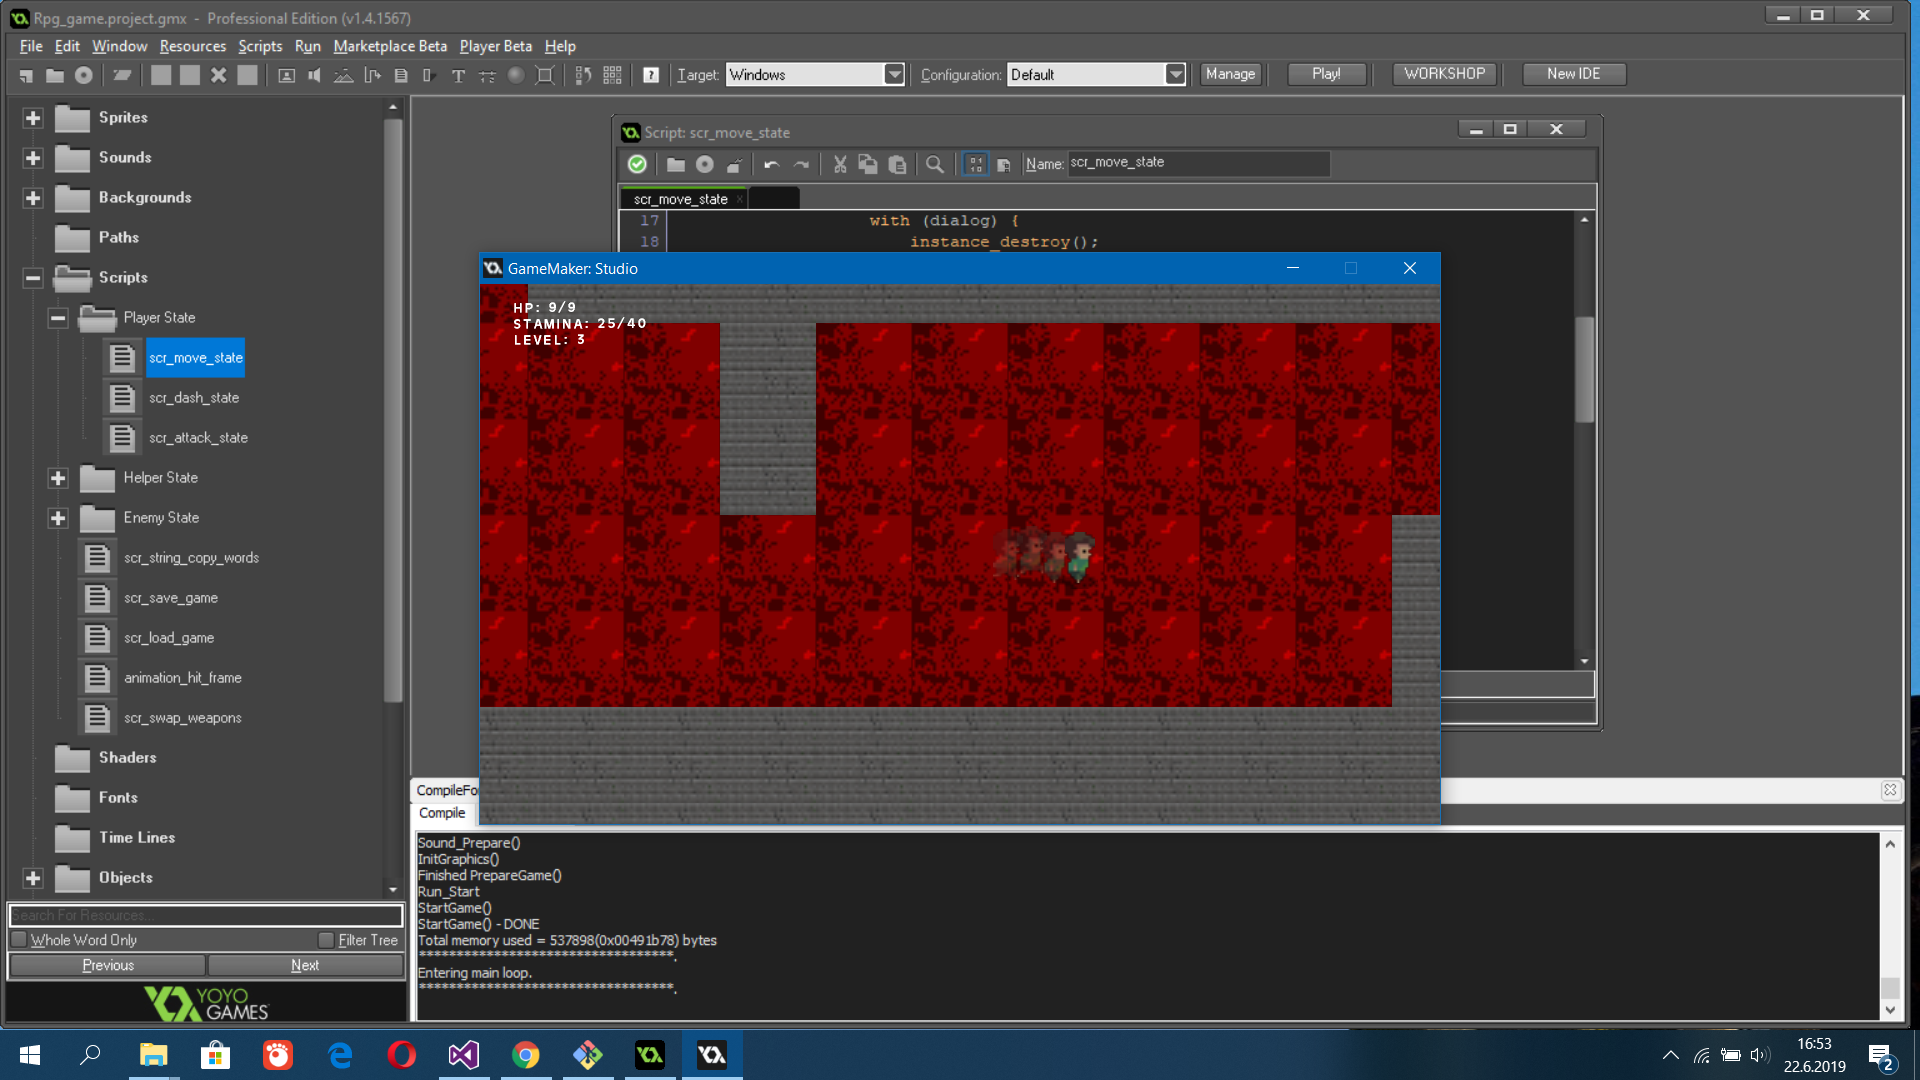 Rpg_game.project.gmx - Professional Edition (v1.4.1567)
File Edit Window Resources Scripts Run Marketplace Beta Player Beta Help
Target: Windows Configuration: Default Manage Play! WORKSHOP New IDE
Sprites
Sounds
Backgrounds
Paths
Scripts
Player State
scr_move_state
scr_dash_state
scr_attack_state
Helper State
Enemy State
scr_string_copy_words
scr_save_game
scr_load_game
animation_hit_frame
scr_swap_weapons
Shaders
Fonts
Time Lines
Objects
Search For Resources...
Whole Word Only Filter Tree
Previous Next
YOYO
GAMES
Script: scr_move_state
Name: scr_move_state
scr_move_state
17 with (dialog) {
18 instance_destroy();
GameMaker: Studio
HP: 9/9
STAMINA: 25/40
LEVEL: 3
CompileFo
Compile
Sound_Prepare()
InitGraphics()
Finished PrepareGame()
Run_Start
StartGame()
StartGame() - DONE
Total memory used = 537898(0x00491b78) bytes
**********************************.
Entering main loop.
**********************************.
16:53
22.6.2019
2